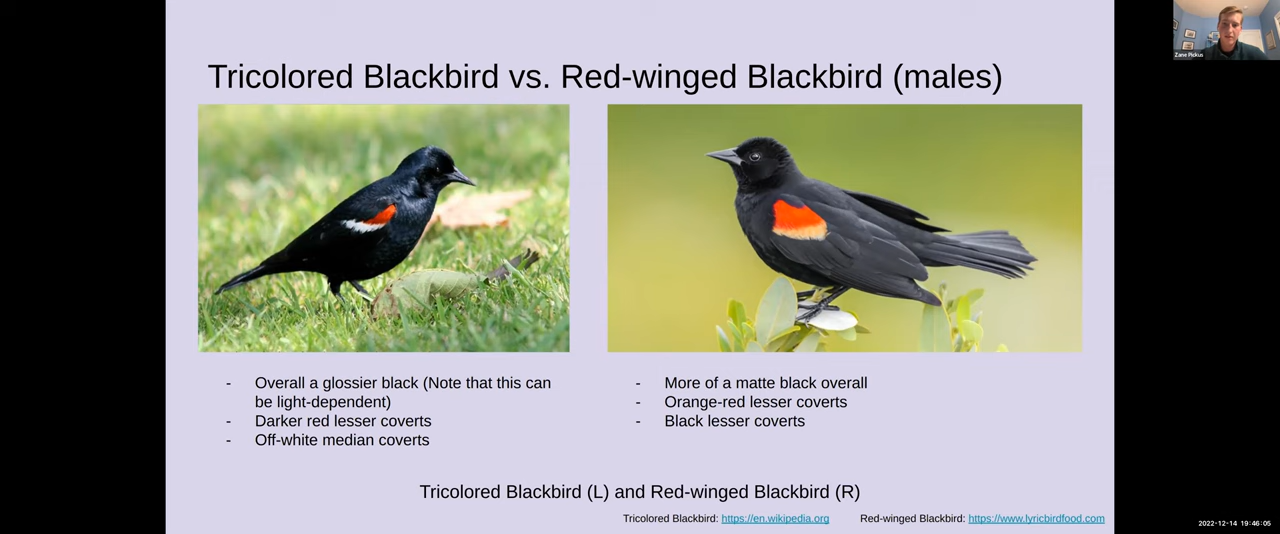 Zane Pickus
Tricolored Blackbird vs. Red-winged Blackbird (males)
- Overall a glossier black (Note that this can
be light-dependent)
- Darker red lesser coverts
- Off-white median coverts
- More of a matte black overall
- Orange-red lesser coverts
- Black lesser coverts
Tricolored Blackbird (L) and Red-winged Blackbird (R)
Tricolored Blackbird: https://en.wikipedia.org
Red-winged Blackbird: https://www.lyricbirdfood.com
2022-12-14 19:46:05